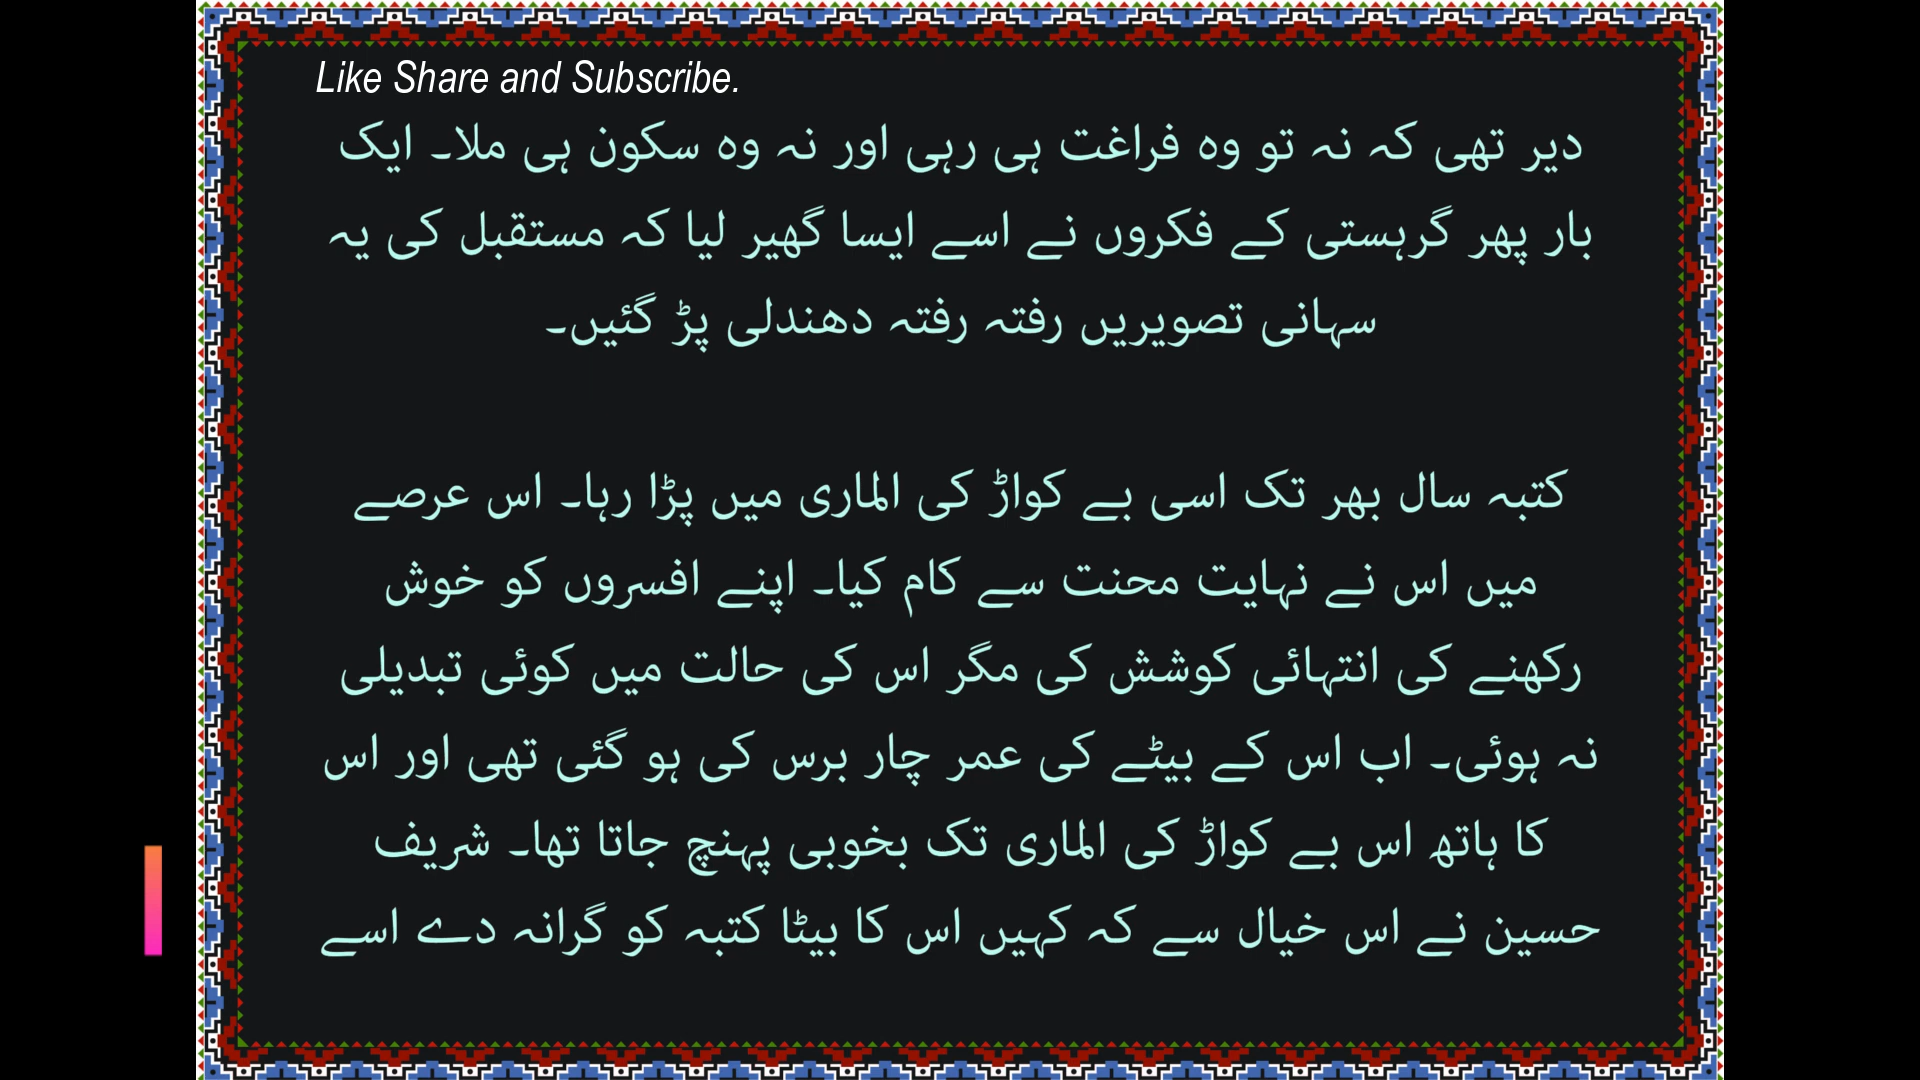 Like Share and Subscribe.
دیر تھی کہ نہ تو وہ فراغت ہی رہی اور نہ وہ سکون ہی ملا۔ ایک
بار پھر گرہستی کے فکروں نے اسے ایسا گھیر لیا کہ مستقبل کی یہ
سہانی تصویریں رفتہ رفتہ دھندلی پڑ گئیں۔
کتبہ سال بھر تک اسی بے کواڑ کی الماری میں پڑا رہا۔ اس عرصے
میں اس نے نہایت محنت سے کام کیا۔ اپنے افسروں کو خوش
رکھنے کی انتہائی کوشش کی مگر اس کی حالت میں کوئی تبدیلی
نہ ہوئی۔ اب اس کے بیٹے کی عمر چار برس کی ہو گئی تھی اور اس
کا ہاتھ اس بے کواڑ کی الماری تک بخوبی پہنچ جاتا تھا۔ شریف
حسین نے اس خیال سے کہ کہیں اس کا بیٹا کتبہ کو گرانہ دے اسے